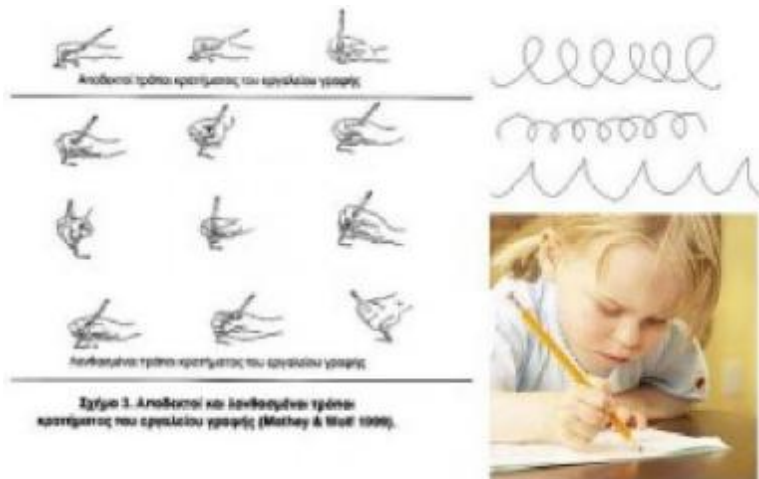 Αποδεκτοί τρόποι κρατήματος του εργαλείου γραφής
Λανθασμένοι τρόποι κρατήματος του εργαλείου γραφής
Σχήμα 3. Αποδεκτοί και λανθασμένοι τρόποι
κρατήματος του εργαλείου γραφής (Mathey & Wolf 1999).